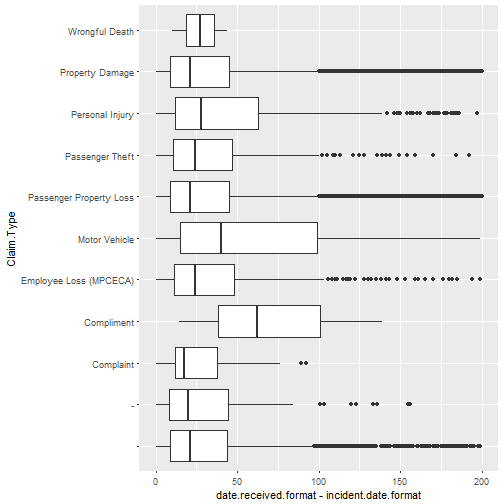 Wrongful Death
Property Damage
Personal Injury
Passenger Theft
Passenger Property Loss
Motor Vehicle
Employee Loss (MPCECA)
Compliment
Complaint
-
Claim.Type
0 50 100 150 200
date.received.format - incident.date.format